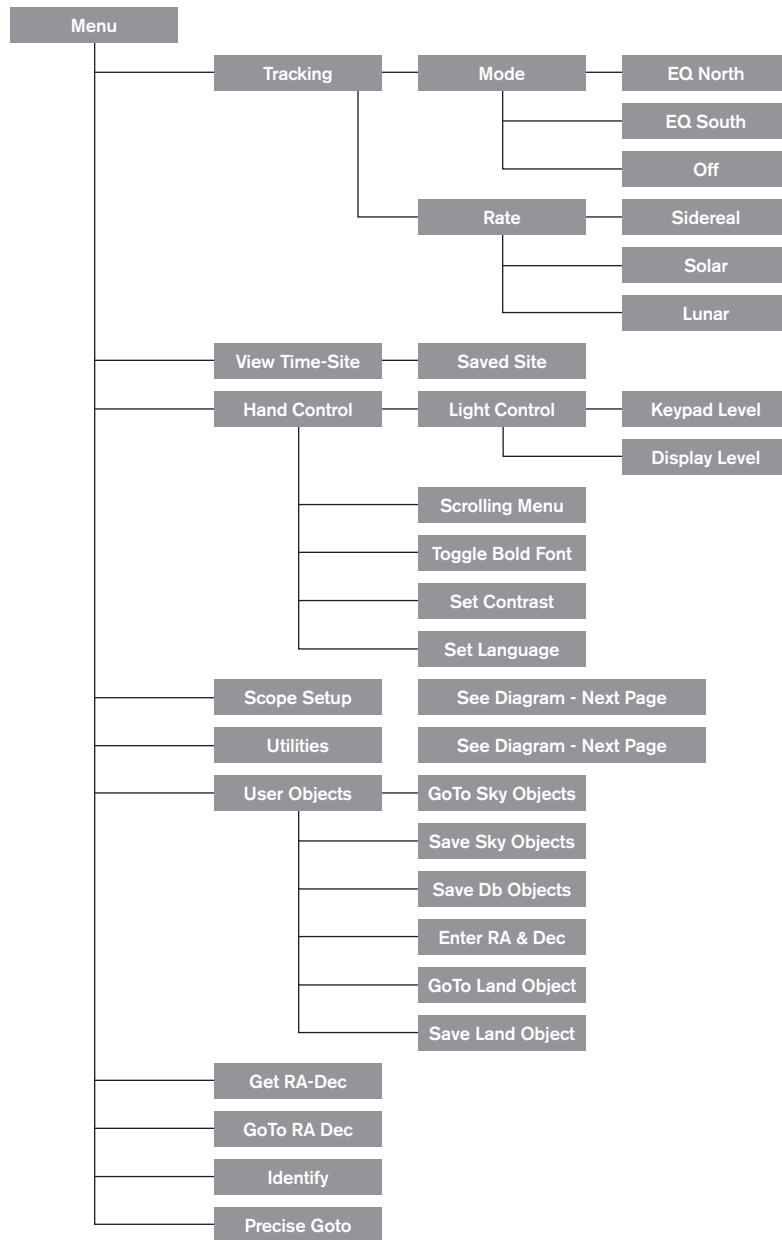 Menu
Tracking
Mode
EQ North
EQ South
Off
Rate
Sidereal
Solar
Lunar
View Time-Site
Saved Site
Hand Control
Light Control
Keypad Level
Display Level
Scrolling Menu
Toggle Bold Font
Set Contrast
Set Language
Scope Setup
See Diagram - Next Page
Utilities
See Diagram - Next Page
User Objects
GoTo Sky Objects
Save Sky Objects
Save Db Objects
Enter RA & Dec
GoTo Land Object
Save Land Object
Get RA-Dec
GoTo RA Dec
Identify
Precise Goto